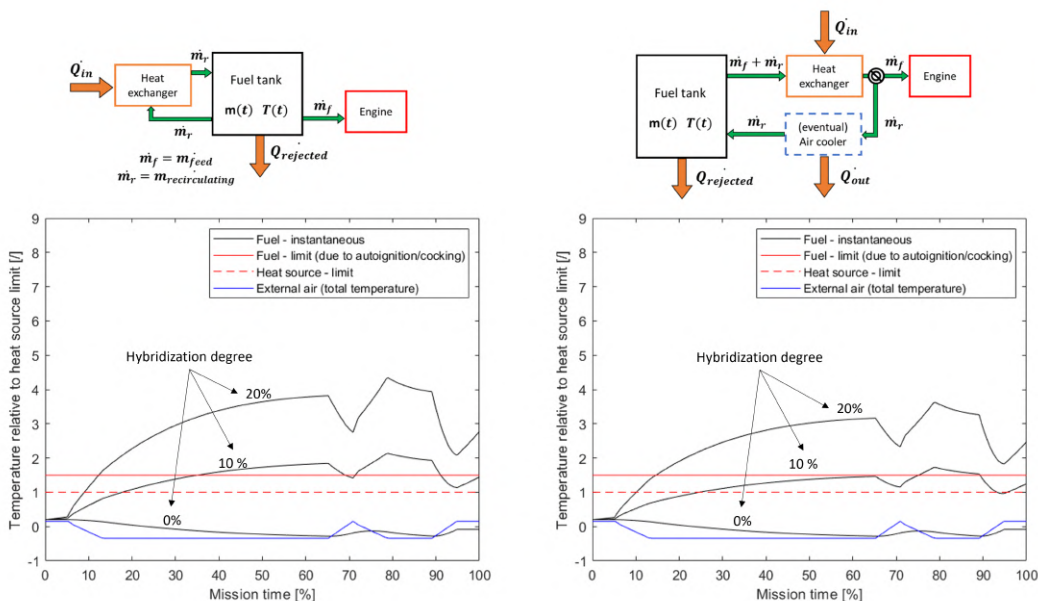 Q̇in
ṁr
Heat
exchanger
ṁr
Fuel tank
m(t) T(t)
ṁf
Engine
Q̇rejected
ṁf = ṁfeed
ṁr = ṁrecirculating
Temperature relative to heat source limit [/]
9
8
7
6
5
4
3
2
1
0
-1
Fuel - instantaneous
Fuel - limit (due to autoignition/cocking)
Heat source - limit
External air (total temperature)
Hybridization degree
20%
10 %
0%
0 10 20 30 40 50 60 70 80 90 100
Mission time [%]
Q̇in
ṁf + ṁr
Heat
exchanger
ṁf
Engine
Fuel tank
m(t) T(t)
ṁr
(eventual)
Air cooler
ṁr
Q̇rejected
Q̇out
Temperature relative to heat source limit [/]
9
8
7
6
5
4
3
2
1
0
-1
Fuel - instantaneous
Fuel - limit (due to autoignition/cocking)
Heat source - limit
External air (total temperature)
Hybridization degree
20%
10 %
0%
0 10 20 30 40 50 60 70 80 90 100
Mission time [%]